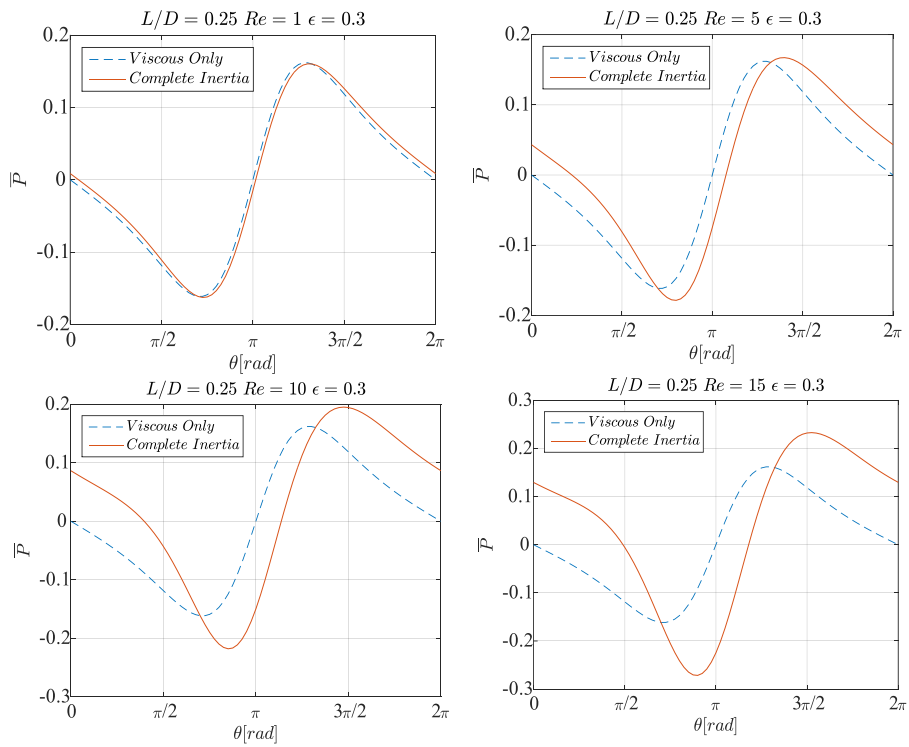 L/D = 0.25 Re = 1 ϵ = 0.3
0.2
0.1
0
-0.1
-0.2
P̅
Viscous Only
Complete Inertia
0 π/2 π 3π/2 2π
θ[rad]
L/D = 0.25 Re = 5 ϵ = 0.3
0.2
0.1
0
-0.1
-0.2
P̅
Viscous Only
Complete Inertia
0 π/2 π 3π/2 2π
θ[rad]
L/D = 0.25 Re = 10 ϵ = 0.3
0.2
0.1
0
-0.1
-0.2
-0.3
P̅
Viscous Only
Complete Inertia
0 π/2 π 3π/2 2π
θ[rad]
L/D = 0.25 Re = 15 ϵ = 0.3
0.3
0.2
0.1
0
-0.1
-0.2
-0.3
P̅
Viscous Only
Complete Inertia
0 π/2 π 3π/2 2π
θ[rad]